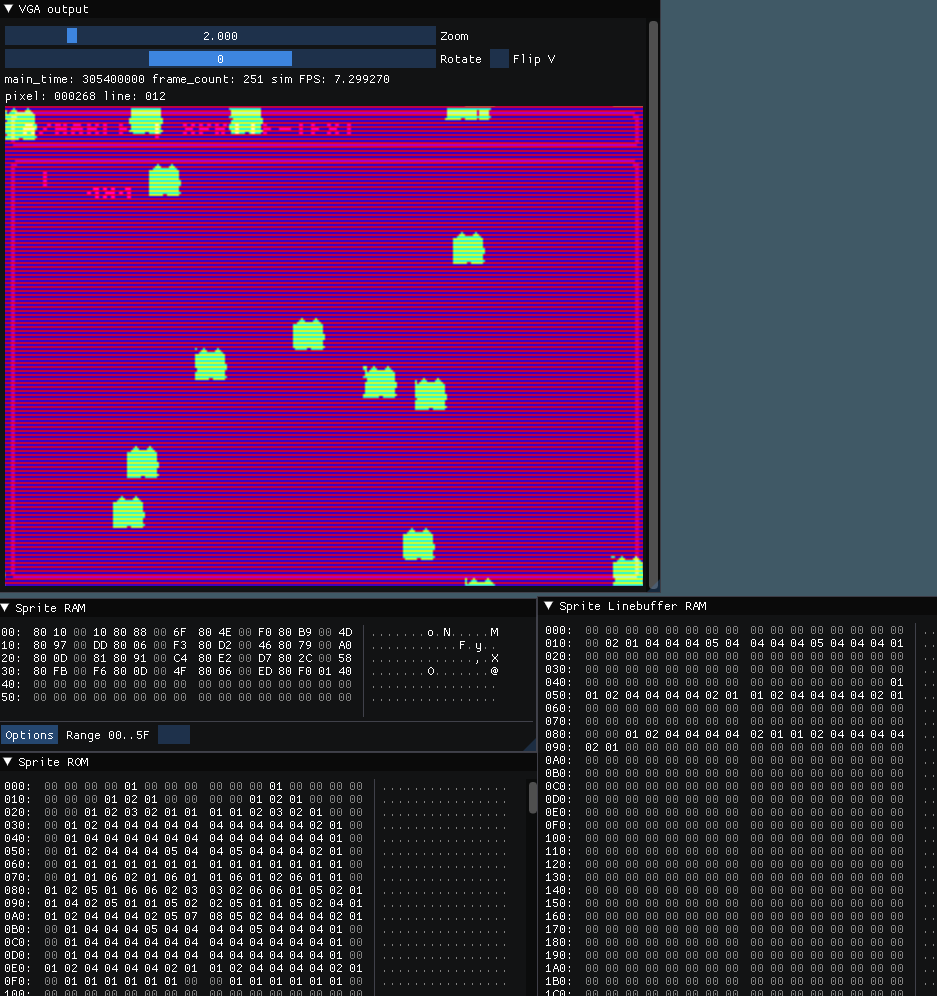 VGA output
2.000 Zoom
0 Rotate Flip V
main_time: 305400000 frame_count: 251 sim FPS: 7.299270
pixel: 000268 line: 012
Sprite RAM
00: 80 10 00 10 80 88 00 6F 80 4E 00 F0 80 B9 00 4D .......o.N.....M
10: 80 97 00 DD 80 06 00 F3 80 D2 00 46 80 79 00 A0 ...........F.y..
20: 80 0D 00 81 80 91 00 C4 80 E2 00 D7 80 2C 00 58 .............,.X
30: 80 FB 00 F6 80 0D 00 4F 80 06 00 ED 80 F0 01 40 .......O.......@
40: 00 00 00 00 00 00 00 00 00 00 00 00 00 00 00 00 ................
50: 00 00 00 00 00 00 00 00 00 00 00 00 00 00 00 00 ................
Options Range 00..5F
Sprite ROM
000: 00 00 00 00 01 00 00 00 00 00 00 01 00 00 00 00 ................
010: 00 00 00 01 02 01 00 00 00 00 01 02 01 00 00 00 ................
020: 00 00 01 02 03 02 01 01 01 01 02 03 02 01 00 00 ................
030: 00 01 02 04 04 04 04 04 04 04 04 04 04 02 01 00 ................
040: 00 01 04 04 04 04 04 04 04 04 04 04 04 04 01 00 ................
050: 00 01 02 04 04 04 05 04 04 05 04 04 04 02 01 00 ................
060: 00 01 01 01 01 01 01 01 01 01 01 01 01 01 01 00 ................
070: 00 01 01 06 02 01 06 01 01 06 01 02 06 01 01 00 ................
080: 01 02 05 01 06 06 02 03 03 02 06 06 01 05 02 01 ................
090: 01 04 02 05 01 01 05 02 02 05 01 01 05 02 04 01 ................
0A0: 01 02 04 04 04 02 05 07 08 05 02 04 04 04 02 01 ................
0B0: 00 01 04 04 04 05 04 04 04 04 05 04 04 04 01 00 ................
0C0: 00 01 04 04 04 04 04 04 04 04 04 04 04 04 01 00 ................
0D0: 00 01 04 04 04 04 04 04 04 04 04 04 04 04 01 00 ................
0E0: 01 02 04 04 04 04 02 01 01 02 04 04 04 04 02 01 ................
0F0: 00 01 01 01 01 01 01 00 00 01 01 01 01 01 01 00 ................
Sprite Linebuffer RAM
000: 00 00 00 00 00 00 00 00 00 00 00 00 00 00 00 00 ..
010: 00 02 01 04 04 04 05 04 04 04 04 05 04 04 04 01 ..
020: 00 00 00 00 00 00 00 00 00 00 00 00 00 00 00 00 ..
030: 00 00 00 00 00 00 00 00 00 00 00 00 00 00 00 00 ..
040: 00 00 00 00 00 00 00 00 00 00 00 00 00 00 00 01 ..
050: 01 02 04 04 04 04 02 01 01 02 04 04 04 04 02 01 ..
060: 00 00 00 00 00 00 00 00 00 00 00 00 00 00 00 00 ..
070: 00 00 00 00 00 00 00 00 00 00 00 00 00 00 00 00 ..
080: 00 00 01 02 04 04 04 04 02 01 01 02 04 04 04 04 ..
090: 02 01 00 00 00 00 00 00 00 00 00 00 00 00 00 00 ..
0A0: 00 00 00 00 00 00 00 00 00 00 00 00 00 00 00 00 ..
0B0: 00 00 00 00 00 00 00 00 00 00 00 00 00 00 00 00 ..
0C0: 00 00 00 00 00 00 00 00 00 00 00 00 00 00 00 00 ..
0D0: 00 00 00 00 00 00 00 00 00 00 00 00 00 00 00 00 ..
0E0: 00 00 00 00 00 00 00 00 00 00 00 00 00 00 00 00 ..
0F0: 00 00 00 00 00 00 00 00 00 00 00 00 00 00 00 00 ..
100: 00 00 00 00 00 00 00 00 00 00 00 00 00 00 00 00 ..
110: 00 00 00 00 00 00 00 00 00 00 00 00 00 00 00 00 ..
120: 00 00 00 00 00 00 00 00 00 00 00 00 00 00 00 00 ..
130: 00 00 00 00 00 00 00 00 00 00 00 00 00 00 00 00 ..
140: 00 00 00 00 00 00 00 00 00 00 00 00 00 00 00 00 ..
150: 00 00 00 00 00 00 00 00 00 00 00 00 00 00 00 00 ..
160: 00 00 00 00 00 00 00 00 00 00 00 00 00 00 00 00 ..
170: 00 00 00 00 00 00 00 00 00 00 00 00 00 00 00 00 ..
180: 00 00 00 00 00 00 00 00 00 00 00 00 00 00 00 00 ..
190: 00 00 00 00 00 00 00 00 00 00 00 00 00 00 00 00 ..
1A0: 00 00 00 00 00 00 00 00 00 00 00 00 00 00 00 00 ..
1B0: 00 00 00 00 00 00 00 00 00 00 00 00 00 00 00 00 ..
1C0: 00 00 00 00 00 00 00 00 00 00 00 00 00 00 00 00 ..